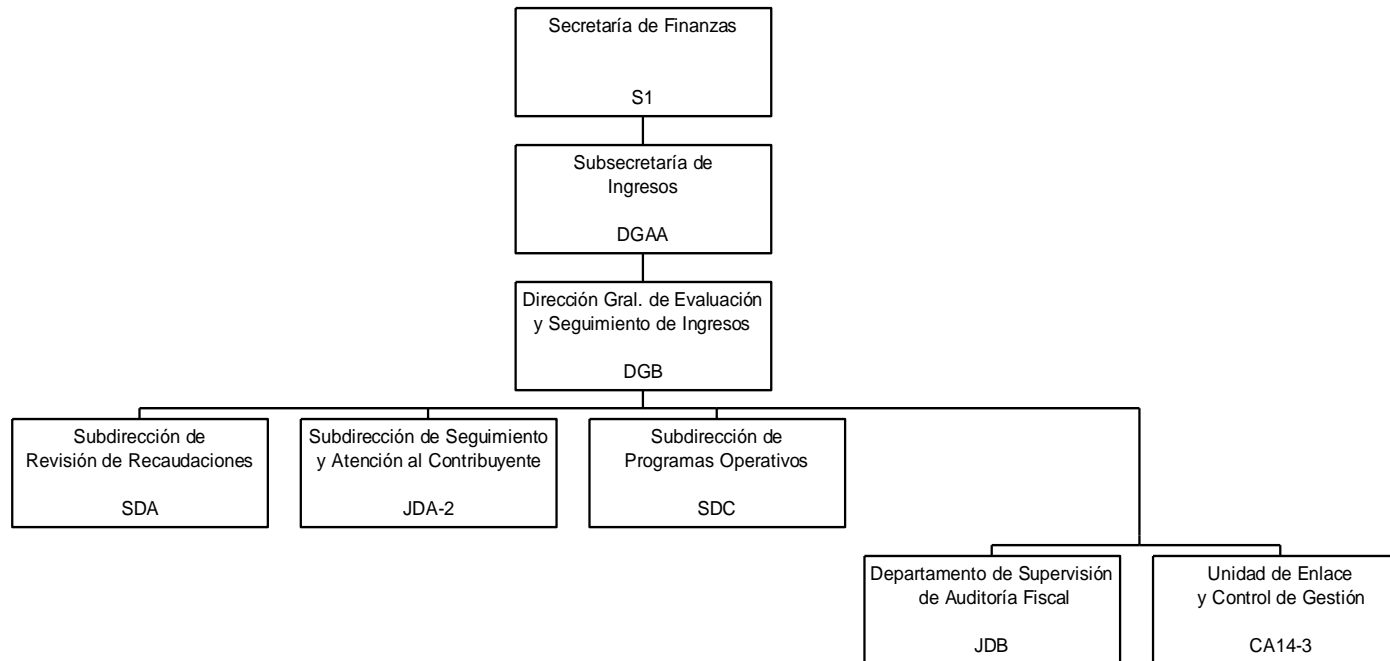 Secretaría de Finanzas
S1
Subsecretaría de
Ingresos
DGAA
Dirección Gral. de Evaluación
y Seguimiento de Ingresos
DGB
Subdirección de
Revisión de Recaudaciones
SDA
Subdirección de Seguimiento
y Atención al Contribuyente
JDA-2
Subdirección de
Programas Operativos
SDC
Departamento de Supervisión
de Auditoría Fiscal
JDB
Unidad de Enlace
y Control de Gestión
CA14-3